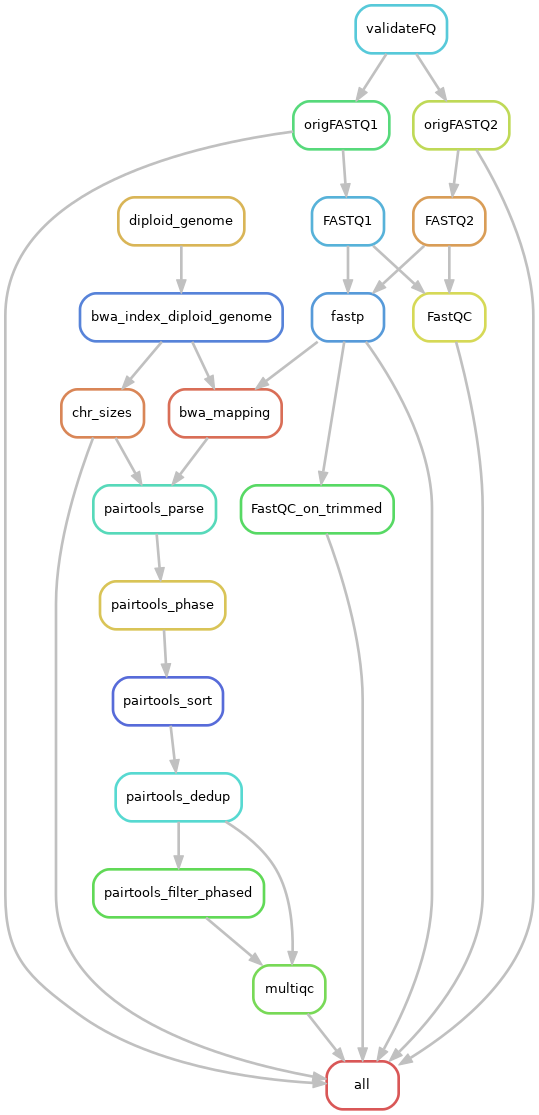 validateFQ
origFASTQ1
origFASTQ2
diploid_genome
FASTQ1
FASTQ2
bwa_index_diploid_genome
fastp
FastQC
chr_sizes
bwa_mapping
pairtools_parse
FastQC_on_trimmed
pairtools_phase
pairtools_sort
pairtools_dedup
pairtools_filter_phased
multiqc
all